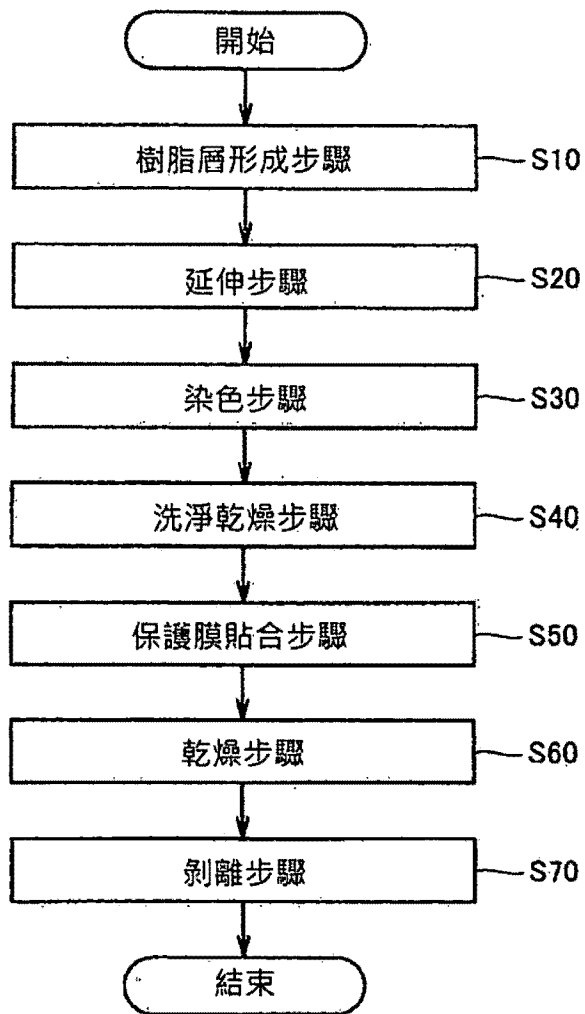 開始
樹脂層形成步驟 S10
延伸步驟 S20
染色步驟 S30
洗淨乾燥步驟 S40
保護膜貼合步驟 S50
乾燥步驟 S60
剝離步驟 S70
結束